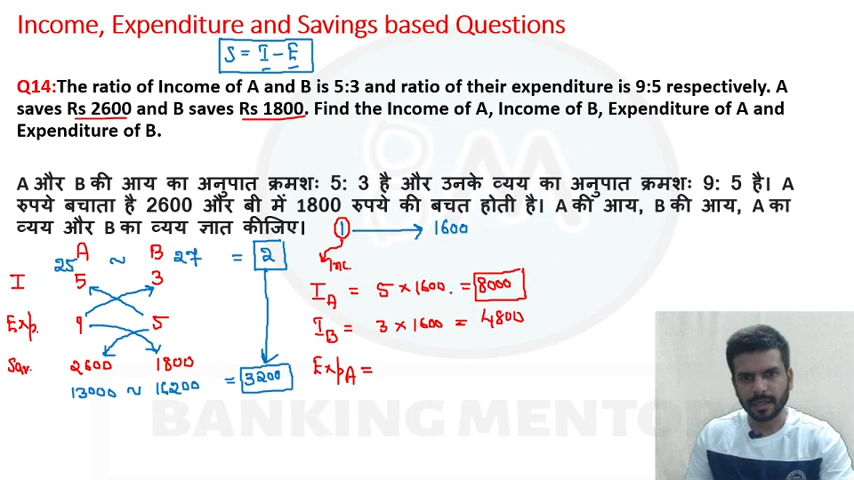 Income, Expenditure and Savings based Questions
S = I - E
Q14:The ratio of Income of A and B is 5:3 and ratio of their expenditure is 9:5 respectively. A
saves Rs 2600 and B saves Rs 1800. Find the Income of A, Income of B, Expenditure of A and
Expenditure of B.
A और B की आय का अनुपात क्रमशः 5: 3 है और उनके व्यय का अनुपात क्रमशः 9: 5 है। A
रुपये बचाता है 2600 और बी में 1800 रुपये की बचत होती है। A की आय, B की आय, A का
व्यय और B का व्यय ज्ञात कीजिए।
1 → 1600
Inc.
A B
25 ~ 27 = 2
I 5 3
Exp. 9 5
Sav. 2600 1800
13000 ~ 16200 = 3200
I_A = 5 × 1600. = 8000
I_B = 3 × 1600 = 4800
Exp_A =
BM
BANKING MENTOR